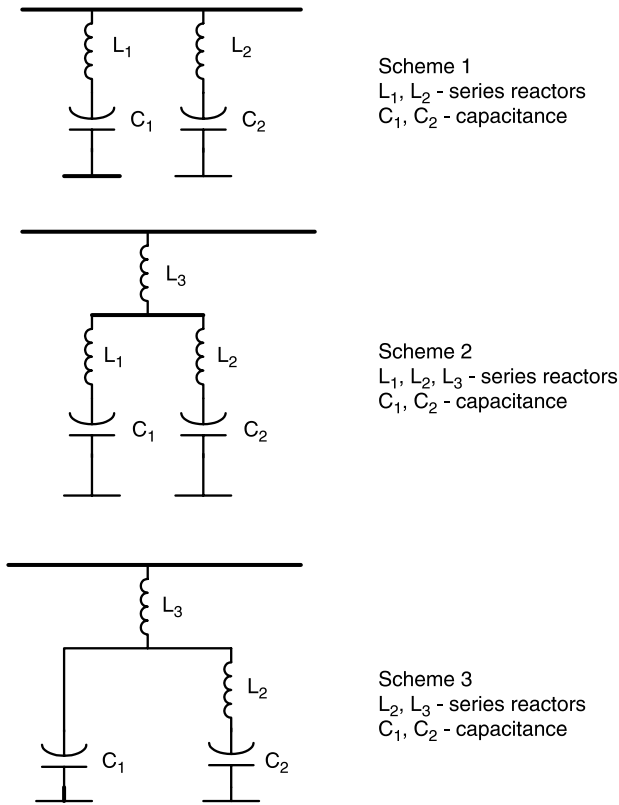 L₁
L₂
C₁
C₂
Scheme 1
L₁, L₂ - series reactors
C₁, C₂ - capacitance
L₃
L₁
L₂
C₁
C₂
Scheme 2
L₁, L₂, L₃ - series reactors
C₁, C₂ - capacitance
L₃
L₂
C₁
C₂
Scheme 3
L₂, L₃ - series reactors
C₁, C₂ - capacitance